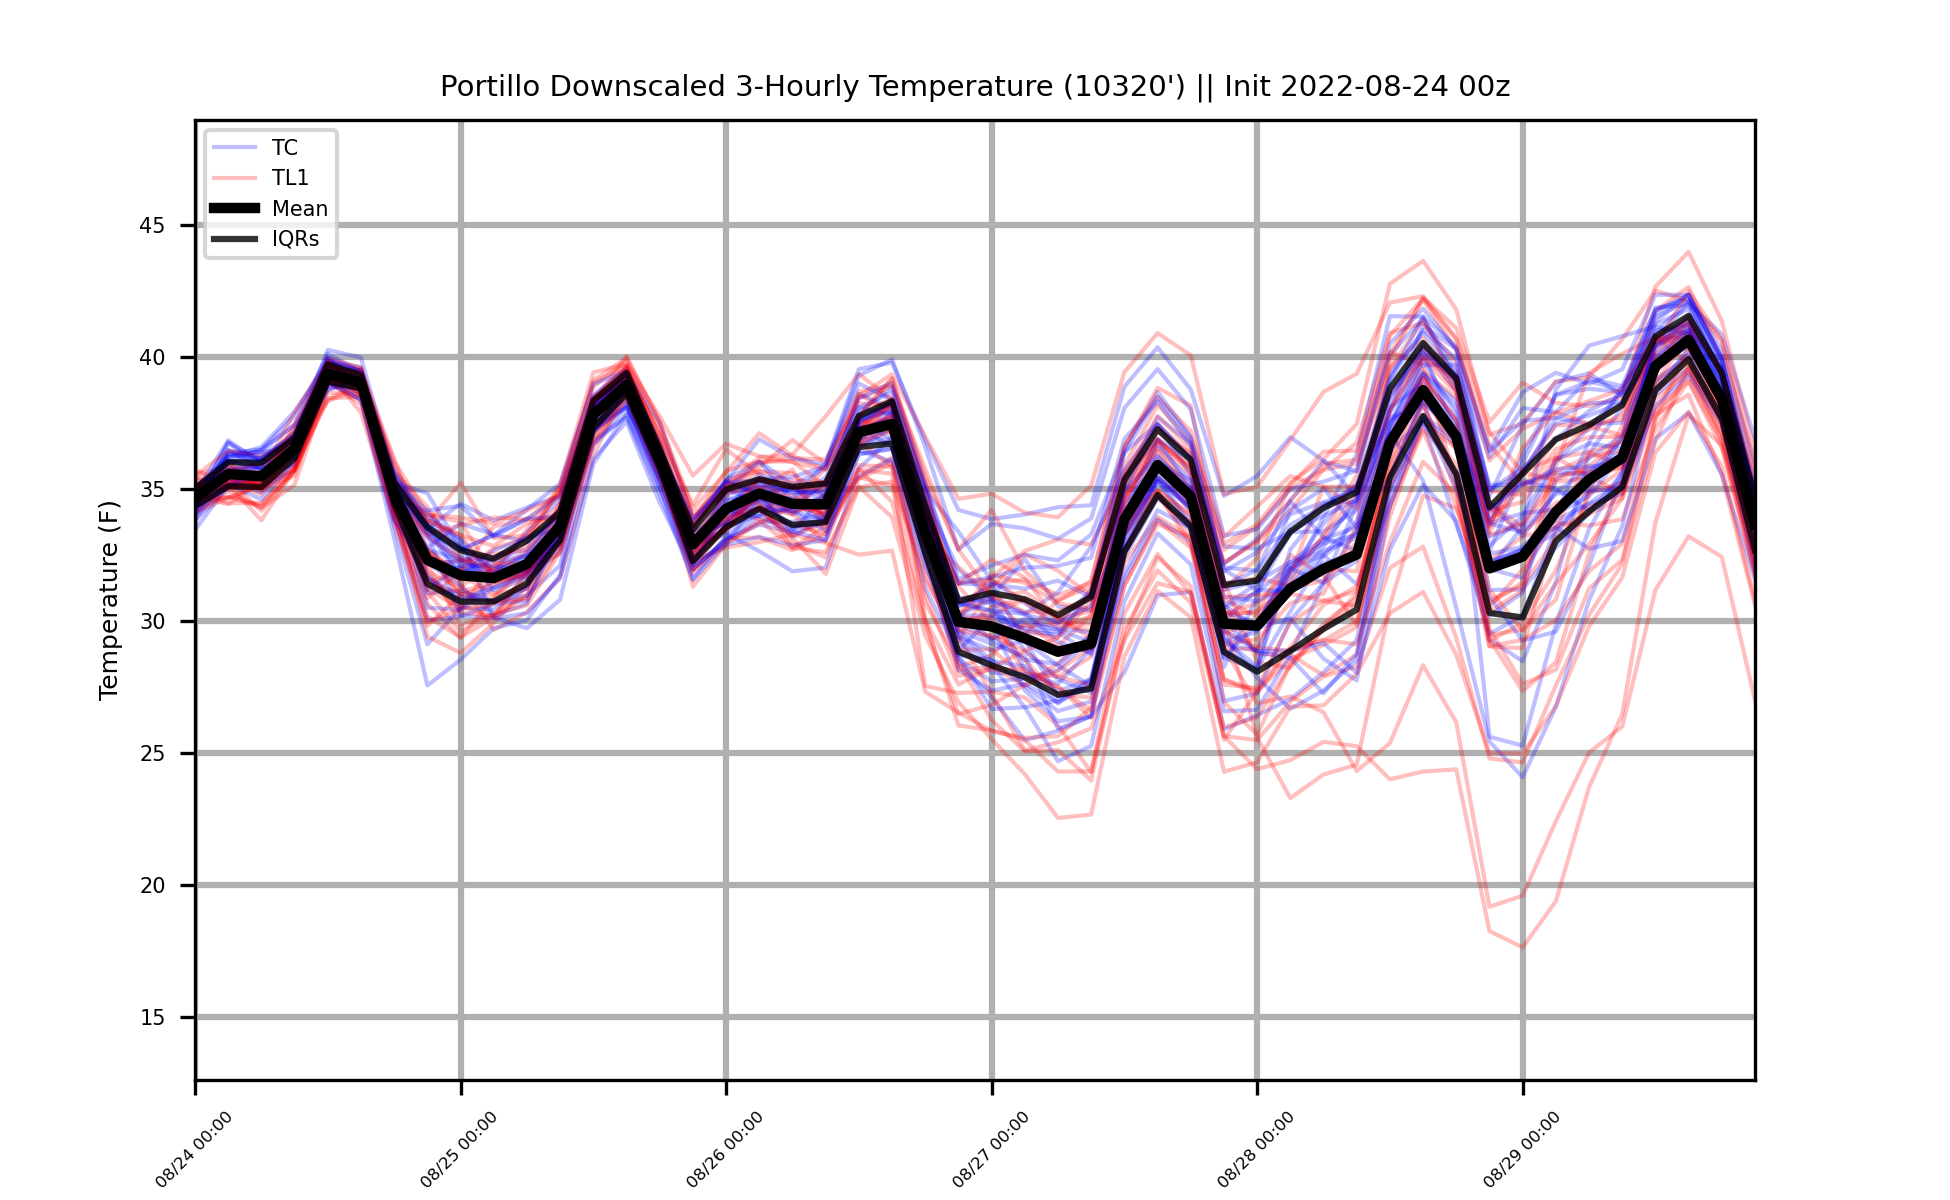 Portillo Downscaled 3-Hourly Temperature (10320') || Init 2022-08-24 00z
TC
TL1
Mean
IQRs
Temperature (F)
45
40
35
30
25
20
15
08/24 00:00
08/25 00:00
08/26 00:00
08/27 00:00
08/28 00:00
08/29 00:00